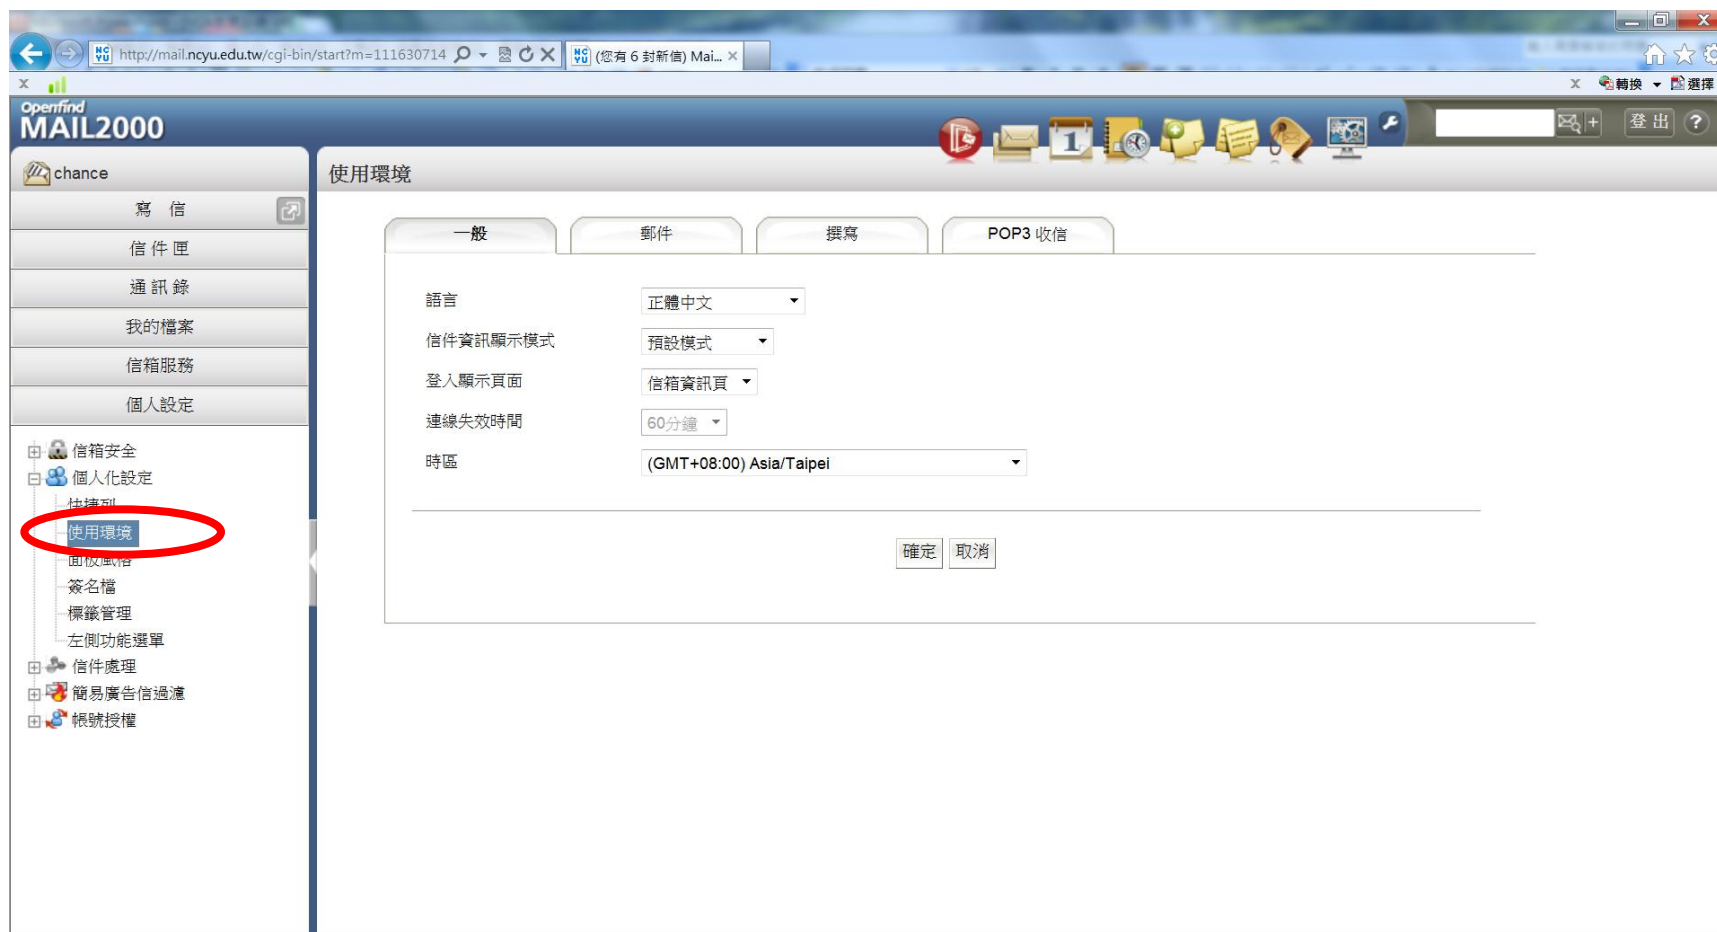 http://mail.ncyu.edu.tw/cgi-bin/start?m=111630714
(您有 6 封新信) Mai...
轉換
選擇
Openfind
MAIL2000
登出
chance
使用環境
寫 信
信 件 匣
通 訊 錄
我的檔案
信箱服務
個人設定
信箱安全
個人化設定
快捷列
使用環境
面板風格
簽名檔
標籤管理
左側功能選單
信件處理
簡易廣告信過濾
帳號授權
一般
郵件
撰寫
POP3 收信
語言
正體中文
信件資訊顯示模式
預設模式
登入顯示頁面
信箱資訊頁
連線失效時間
60分鐘
時區
(GMT+08:00) Asia/Taipei
確定
取消